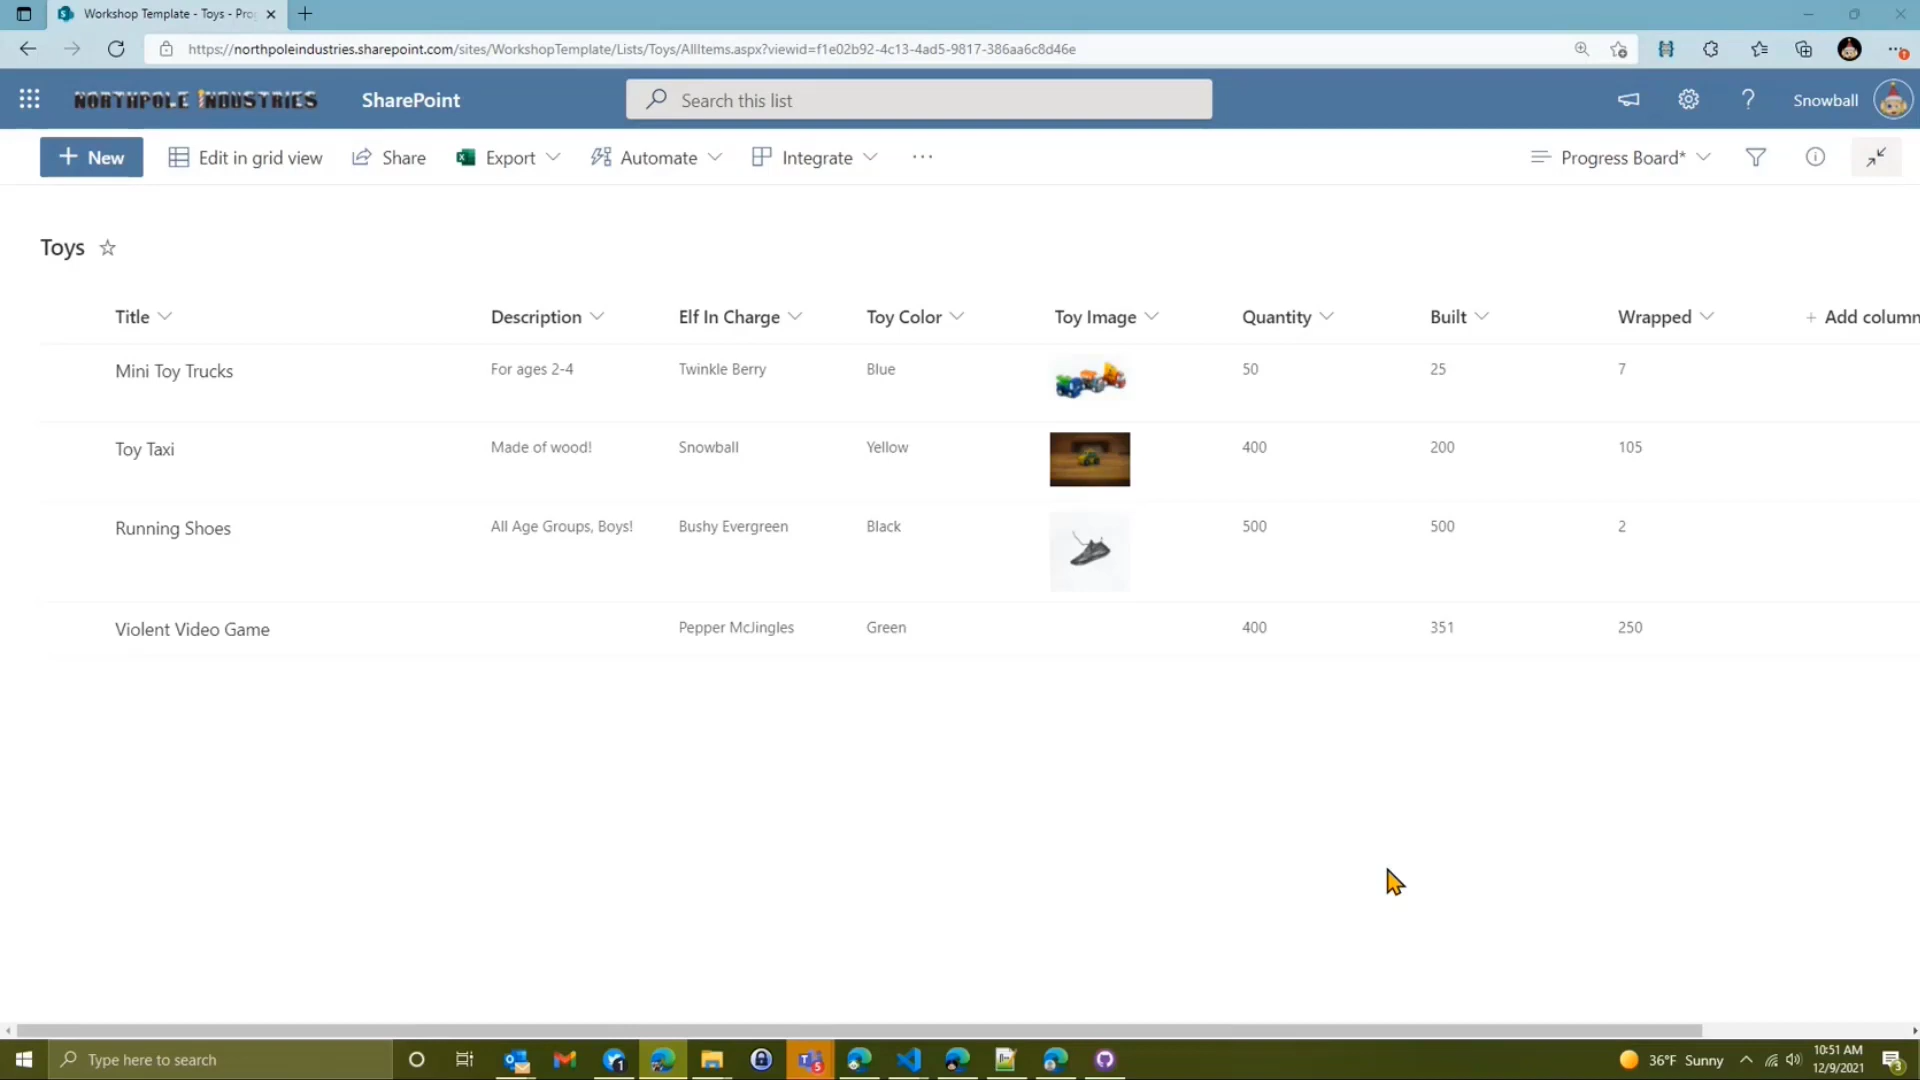 Workshop Template - Toys - Pro
https://northpoleindustries.sharepoint.com/sites/WorkshopTemplate/Lists/Toys/AllItems.aspx?viewid=f1e02b92-4c13-4ad5-9817-386aa6c8d46e
NORTHPOLE INDUSTRIES SharePoint Search this list Snowball
New Edit in grid view Share Export Automate Integrate ··· Progress Board*
Toys
Title Description Elf In Charge Toy Color Toy Image Quantity Built Wrapped + Add column
Mini Toy Trucks For ages 2-4 Twinkle Berry Blue 50 25 7
Toy Taxi Made of wood! Snowball Yellow 400 200 105
Running Shoes All Age Groups, Boys! Bushy Evergreen Black 500 500 2
Violent Video Game Pepper McJingles Green 400 351 250
Type here to search 1 5 36°F Sunny 10:51 AM
12/9/2021 3